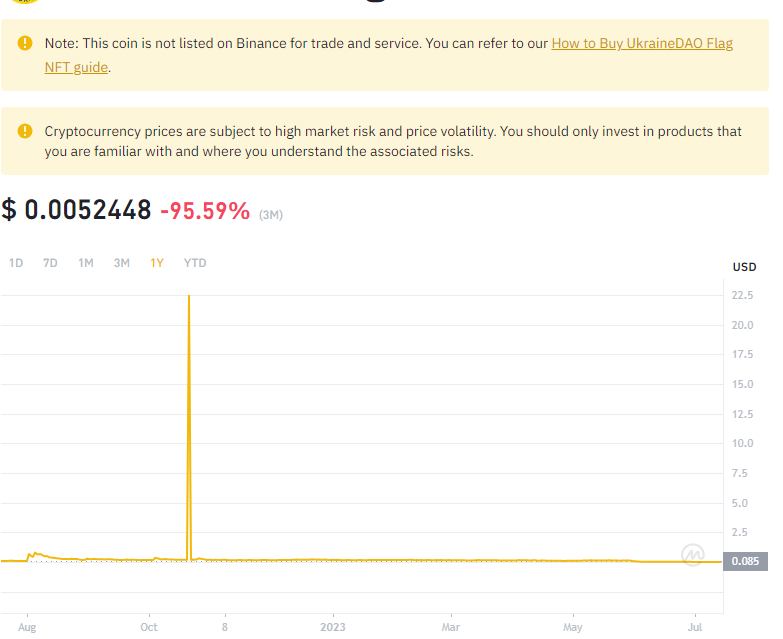 Note: This coin is not listed on Binance for trade and service. You can refer to our How to Buy UkraineDAO Flag
NFT guide.
Cryptocurrency prices are subject to high market risk and price volatility. You should only invest in products that
you are familiar with and where you understand the associated risks.
$ 0.0052448 -95.59% (3M)
1D 7D 1M 3M 1Y YTD
USD
22.5
20.0
17.5
15.0
12.5
10.0
7.5
5.0
2.5
0.085
Aug Oct 8 2023 Mar May Jul